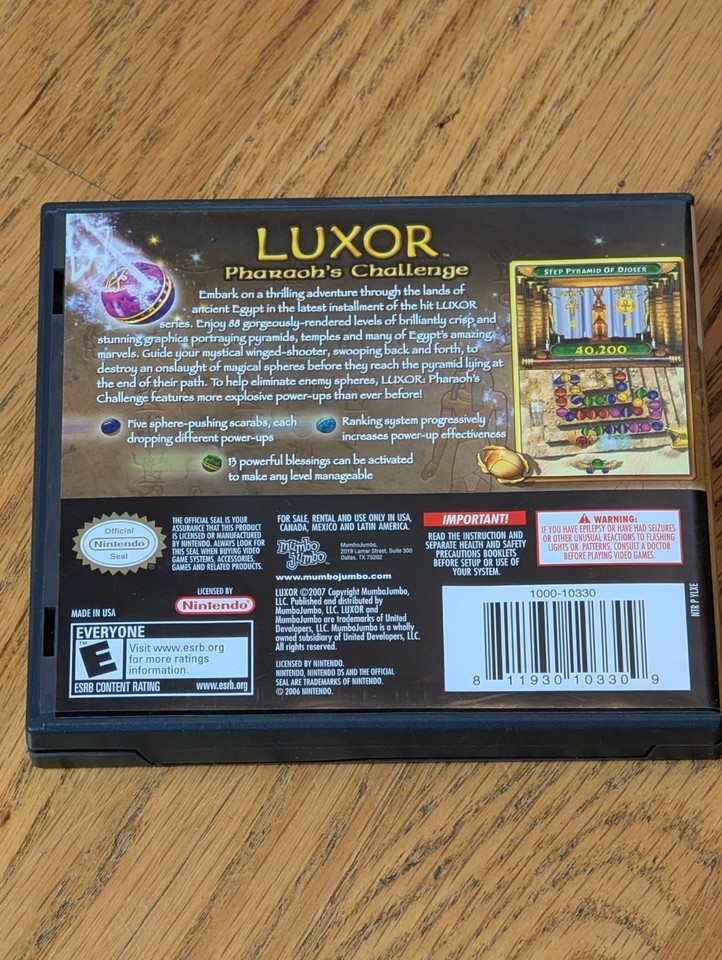 LUXOR™
Pharaoh's Challenge
Embark on a thrilling adventure through the lands of
ancient Egypt in the latest installment of the hit LUXOR
series. Enjoy 88 gorgeously-rendered levels of brilliantly crisp and
stunning graphics portraying pyramids, temples and many of Egypt's amazing
marvels. Guide your mystical winged-shooter, swooping back and forth, to
destroy an onslaught of magical spheres before they reach the pyramid lying at
the end of their path. To help eliminate enemy spheres, LUXOR: Pharaoh's
Challenge features more explosive power-ups than ever before!
Five sphere-pushing scarabs, each
dropping different power-ups
Ranking system progressively
increases power-up effectiveness
13 powerful blessings can be activated
to make any level manageable
STEP PYRAMID OF DJOSER
40,200
Official
Nintendo
Seal
THE OFFICIAL SEAL IS YOUR
ASSURANCE THAT THIS PRODUCT
IS LICENSED OR MANUFACTURED
BY NINTENDO. ALWAYS LOOK FOR
THIS SEAL WHEN BUYING VIDEO
GAME SYSTEMS, ACCESSORIES,
GAMES AND RELATED PRODUCTS.
LICENSED BY
Nintendo®
MADE IN USA
EVERYONE
E
Visit www.esrb.org
for more ratings
information.
ESRB CONTENT RATING www.esrb.org
FOR SALE, RENTAL AND USE ONLY IN USA,
CANADA, MEXICO AND LATIN AMERICA.
Mumbo
Jumbo
MumboJumbo.
2019 Lamar Street, Suite 300
Dallas, TX 75202
www.mumbojumbo.com
LUXOR ©2007 Copyright MumboJumbo,
LLC. Published and distributed by
MumboJumbo, LLC. LUXOR and
MumboJumbo are trademarks of United
Developers, LLC. MumboJumbo is a wholly
owned subsidiary of United Developers, LLC.
All rights reserved.
LICENSED BY NINTENDO.
NINTENDO, NINTENDO DS AND THE OFFICIAL
SEAL ARE TRADEMARKS OF NINTENDO.
© 2006 NINTENDO.
IMPORTANT!
READ THE INSTRUCTION AND
SEPARATE HEALTH AND SAFETY
PRECAUTIONS BOOKLETS
BEFORE SETUP OR USE OF
YOUR SYSTEM.
WARNING:
IF YOU HAVE EPILEPSY OR HAVE HAD SEIZURES
OR OTHER UNUSUAL REACTIONS TO FLASHING
LIGHTS OR PATTERNS, CONSULT A DOCTOR
BEFORE PLAYING VIDEO GAMES.
1000-10330
8 11930 10330 9
NTR P YLXE